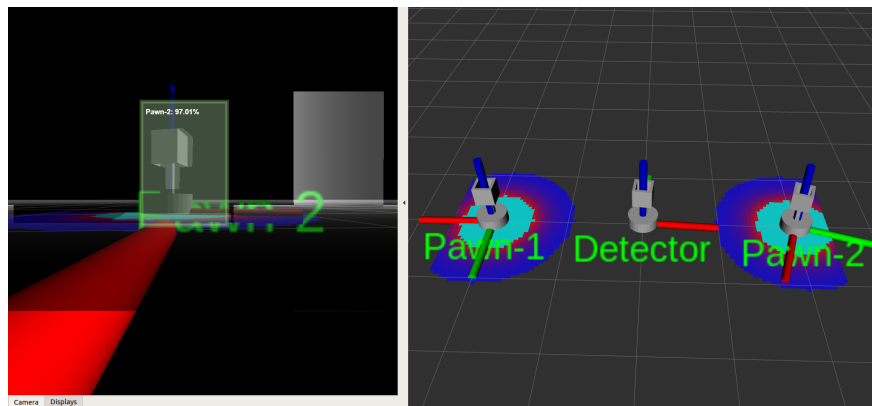 Pawn-2: 97.01%
Pawn 2
Camera
Displays
Pawn-1
Detector
Pawn-2